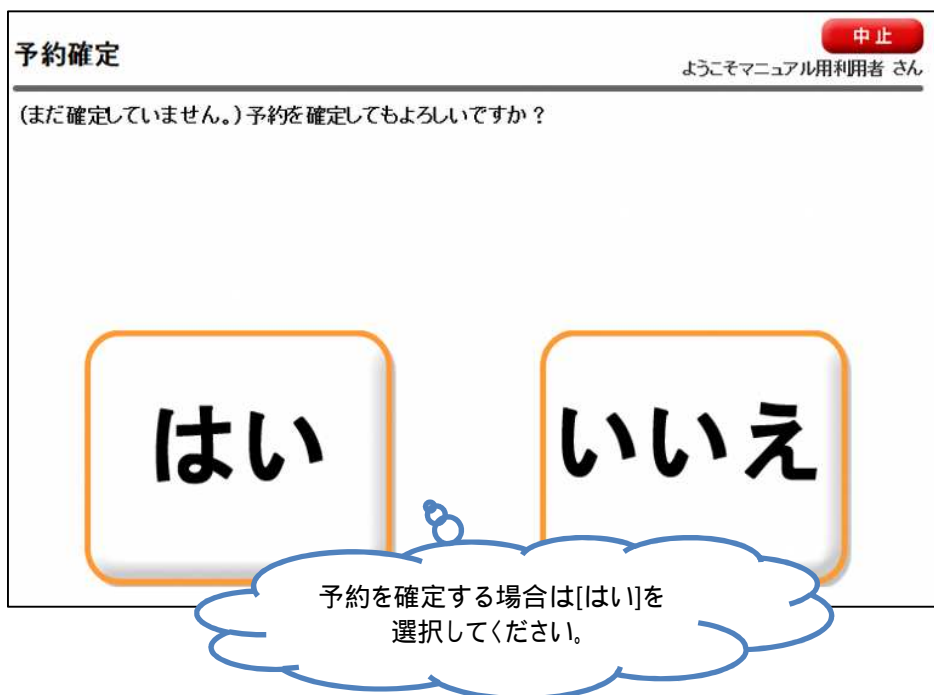 予約確定
中止
ようこそマニュアル用利用者 さん
(まだ確定していません。)予約を確定してもよろしいですか？
はい
いいえ
予約を確定する場合は[はい]を
選択してください。